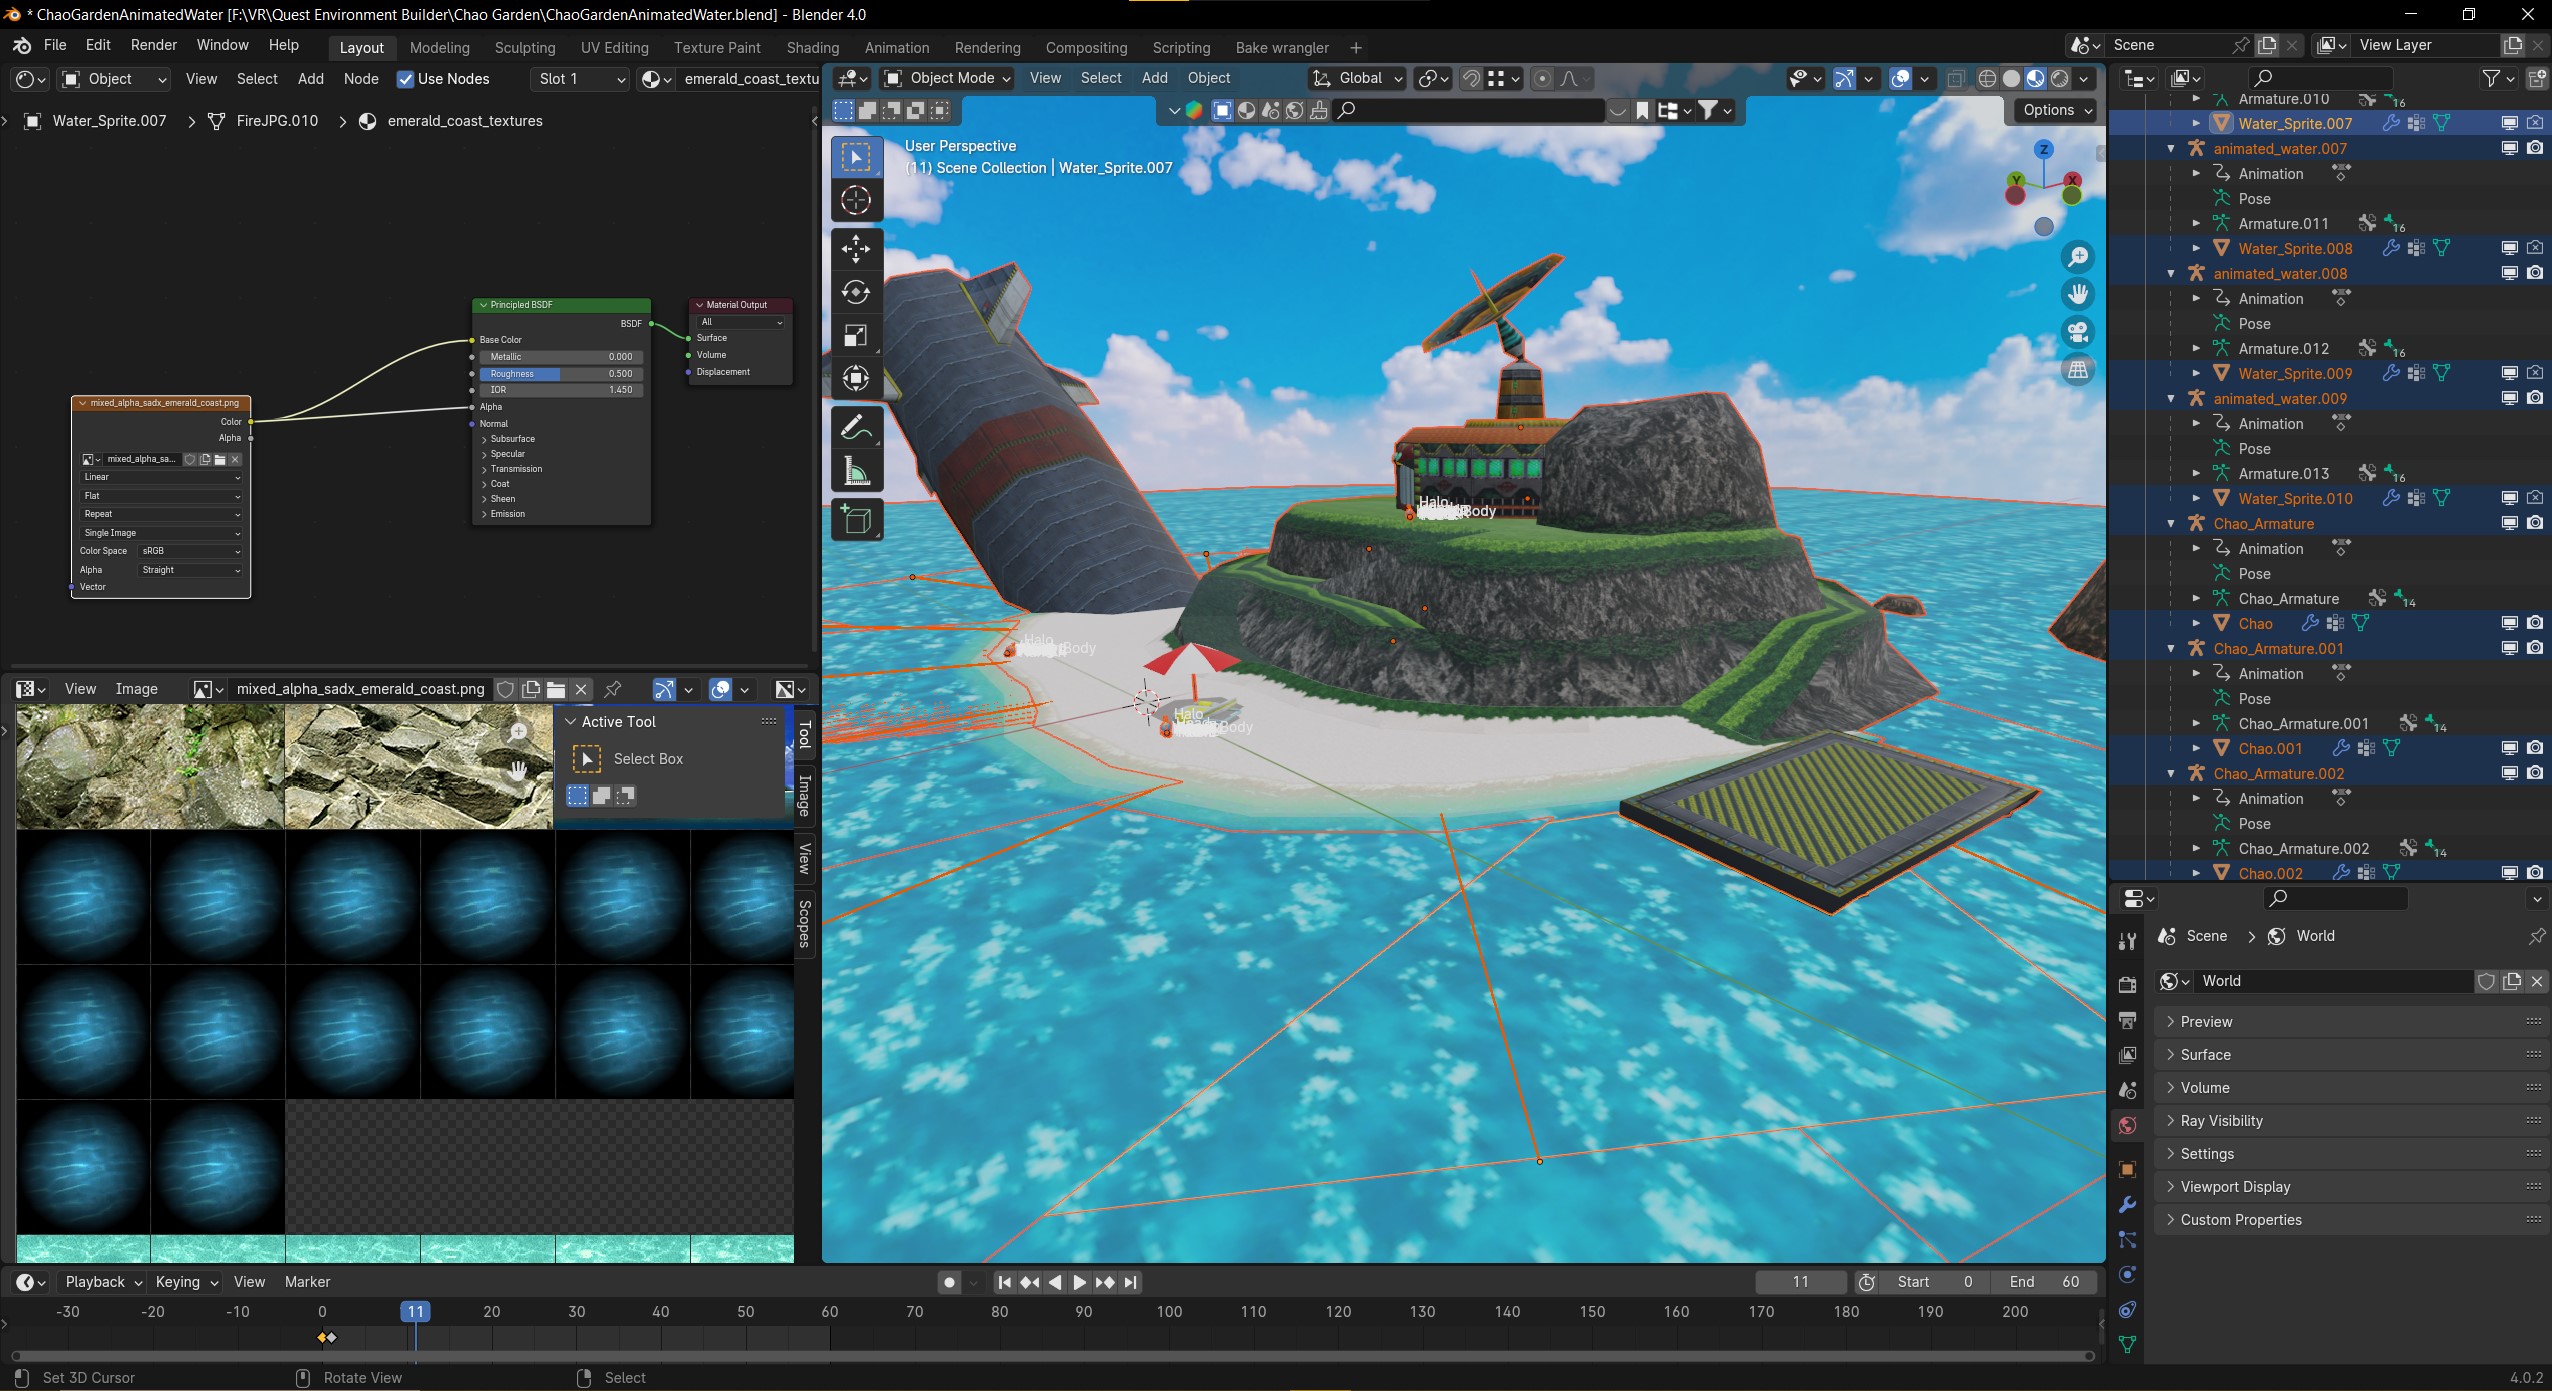 * ChaoGardenAnimatedWater [F:\VR\Quest Environment Builder\Chao Garden\ChaoGardenAnimatedWater.blend] - Blender 4.0
File Edit Render Window Help Layout Modeling Sculpting UV Editing Texture Paint Shading Animation Rendering Compositing Scripting Bake wrangler + Scene View Layer
Object View Select Add Node Use Nodes Slot 1 emerald_coast_textu
Water_Sprite.007 > FireJPG.010 > emerald_coast_textures
Principled BSDF
BSDF
Base Color
Metallic 0.000
Roughness 0.500
IOR 1.450
Alpha
Normal
Subsurface
Specular
Transmission
Coat
Sheen
Emission
Material Output
All
Surface
Volume
Displacement
mixed_alpha_sadx_emerald_coast.png
Color
Alpha
mixed_alpha_sa...
Linear
Flat
Repeat
Single Image
Color Space sRGB
Alpha Straight
Vector
View Image mixed_alpha_sadx_emerald_coast.png
Active Tool
Select Box
Tool
Image
View
Scopes
Object Mode View Select Add Object Global
Options
User Perspective
(11) Scene Collection | Water_Sprite.007
Z
Y
X
Halo
Body
Halo
Body
Halo
Body
Armature.010 16
Water_Sprite.007
animated_water.007
Animation
Pose
Armature.011 16
Water_Sprite.008
animated_water.008
Animation
Pose
Armature.012 16
Water_Sprite.009
animated_water.009
Animation
Pose
Armature.013 16
Water_Sprite.010
Chao_Armature
Animation
Pose
Chao_Armature 14
Chao
Chao_Armature.001
Animation
Pose
Chao_Armature.001 14
Chao.001
Chao_Armature.002
Animation
Pose
Chao_Armature.002 14
Chao.002
Scene > World
World
Preview
Surface
Volume
Ray Visibility
Settings
Viewport Display
Custom Properties
Playback Keying View Marker 11 Start 0 End 60
-30 -20 -10 0 11 20 30 40 50 60 70 80 90 100 110 120 130 140 150 160 170 180 190 200
Set 3D Cursor Rotate View Select 4.0.2